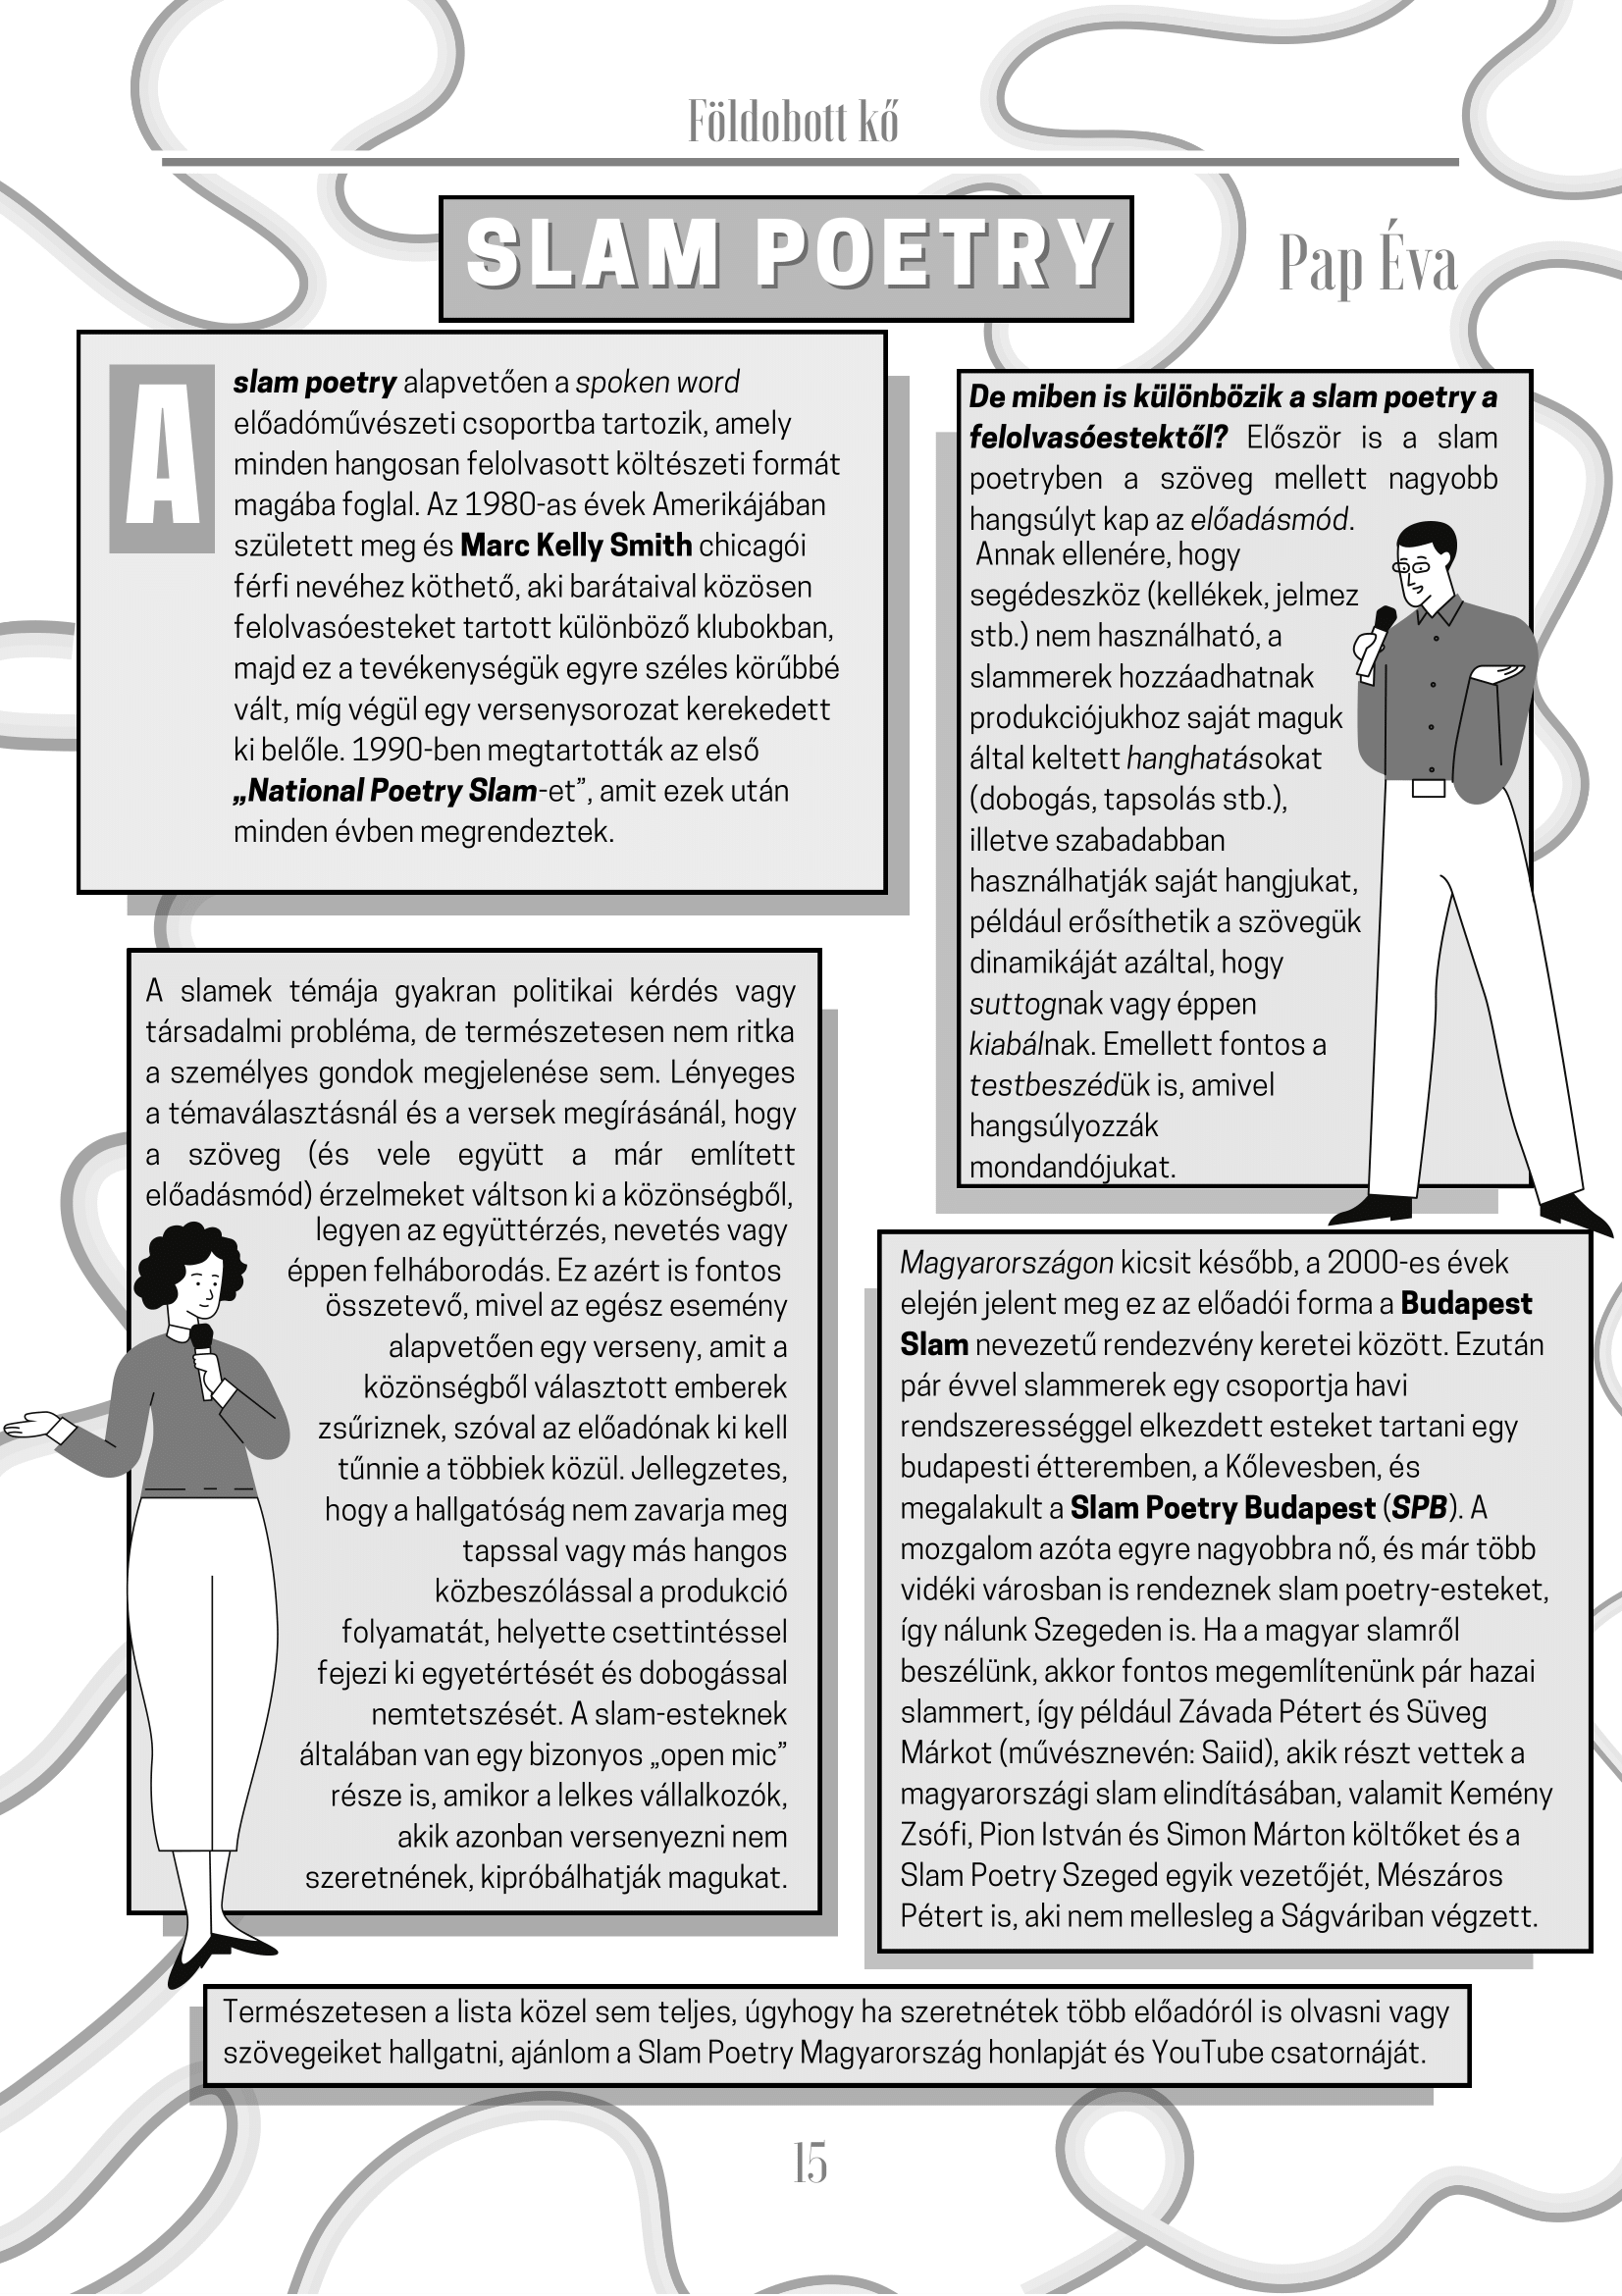 Földobott kő
SLAM POETRY
Pap Éva
A
slam poetry alapvetően a spoken word
előadóművészeti csoportba tartozik, amely
minden hangosan felolvasott költészeti formát
magába foglal. Az 1980-as évek Amerikájában
született meg és Marc Kelly Smith chicagói
férfi nevéhez köthető, aki barátaival közösen
felolvasóesteket tartott különböző klubokban,
majd ez a tevékenységük egyre széles körűbbé
vált, míg végül egy versenysorozat kerekedett
ki belőle. 1990-ben megtartották az első
„National Poetry Slam-et”, amit ezek után
minden évben megrendeztek.
De miben is különbözik a slam poetry a
felolvasóestektől? Először is a slam
poetryben a szöveg mellett nagyobb
hangsúlyt kap az előadásmód.
Annak ellenére, hogy
segédeszköz (kellékek, jelmez
stb.) nem használható, a
slammerek hozzáadhatnak
produkciójukhoz saját maguk
által keltett hanghatásokat
(dobogás, tapsolás stb.),
illetve szabadabban
használhatják saját hangjukat,
például erősíthetik a szövegük
dinamikáját azáltal, hogy
suttognak vagy éppen
kiabálnak. Emellett fontos a
testbeszédük is, amivel
hangsúlyozzák
mondandójukat.
A slamek témája gyakran politikai kérdés vagy
társadalmi probléma, de természetesen nem ritka
a személyes gondok megjelenése sem. Lényeges
a témaválasztásnál és a versek megírásánál, hogy
a szöveg (és vele együtt a már említett
előadásmód) érzelmeket váltson ki a közönségből,
legyen az együttérzés, nevetés vagy
éppen felháborodás. Ez azért is fontos
összetevő, mivel az egész esemény
alapvetően egy verseny, amit a
közönségből választott emberek
zsűriznek, szóval az előadónak ki kell
tűnnie a többiek közül. Jellegzetes,
hogy a hallgatóság nem zavarja meg
tapssal vagy más hangos
közbeszólással a produkció
folyamatát, helyette csettintéssel
fejezi ki egyetértését és dobogással
nemtetszését. A slam-esteknek
általában van egy bizonyos „open mic”
része is, amikor a lelkes vállalkozók,
akik azonban versenyezni nem
szeretnének, kipróbálhatják magukat.
Magyarországon kicsit később, a 2000-es évek
elején jelent meg ez az előadói forma a Budapest
Slam nevezetű rendezvény keretei között. Ezután
pár évvel slammerek egy csoportja havi
rendszerességgel elkezdett esteket tartani egy
budapesti étteremben, a Kőlevesben, és
megalakult a Slam Poetry Budapest (SPB). A
mozgalom azóta egyre nagyobbra nő, és már több
vidéki városban is rendeznek slam poetry-esteket,
így nálunk Szegeden is. Ha a magyar slamről
beszélünk, akkor fontos megemlítenünk pár hazai
slammert, így például Závada Pétert és Süveg
Márkot (művésznevén: Saiid), akik részt vettek a
magyarországi slam elindításában, valamit Kemény
Zsófi, Pion István és Simon Márton költőket és a
Slam Poetry Szeged egyik vezetőjét, Mészáros
Pétert is, aki nem mellesleg a Ságváriban végzett.
Természetesen a lista közel sem teljes, úgyhogy ha szeretnétek több előadóról is olvasni vagy
szövegeiket hallgatni, ajánlom a Slam Poetry Magyarország honlapját és YouTube csatornáját.
15